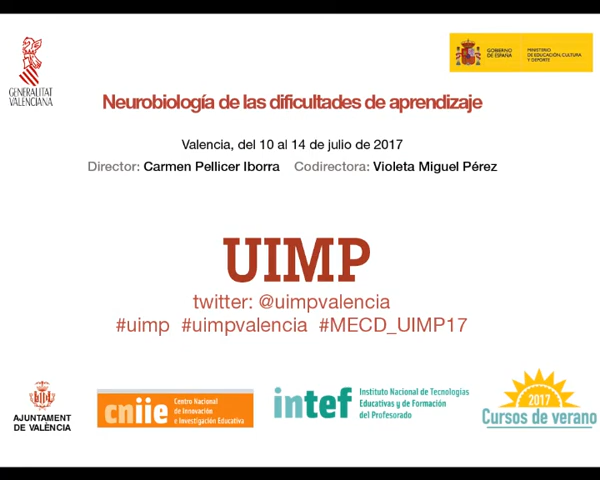 GENERALITAT
VALENCIANA
GOBIERNO
DE ESPAÑA
MINISTERIO
DE EDUCACIÓN, CULTURA
Y DEPORTE
Neurobiología de las dificultades de aprendizaje
Valencia, del 10 al 14 de julio de 2017
Director: Carmen Pellicer Iborra Codirectora: Violeta Miguel Pérez
UIMP
twitter: @uimpvalencia
#uimp #uimpvalencia #MECD_UIMP17
AJUNTAMENT
DE VALÈNCIA
cniie
Centro Nacional
de Innovación
e Investigación Educativa
intef
Instituto Nacional de Tecnologías
Educativas y de Formación
del Profesorado
2017
Cursos de verano